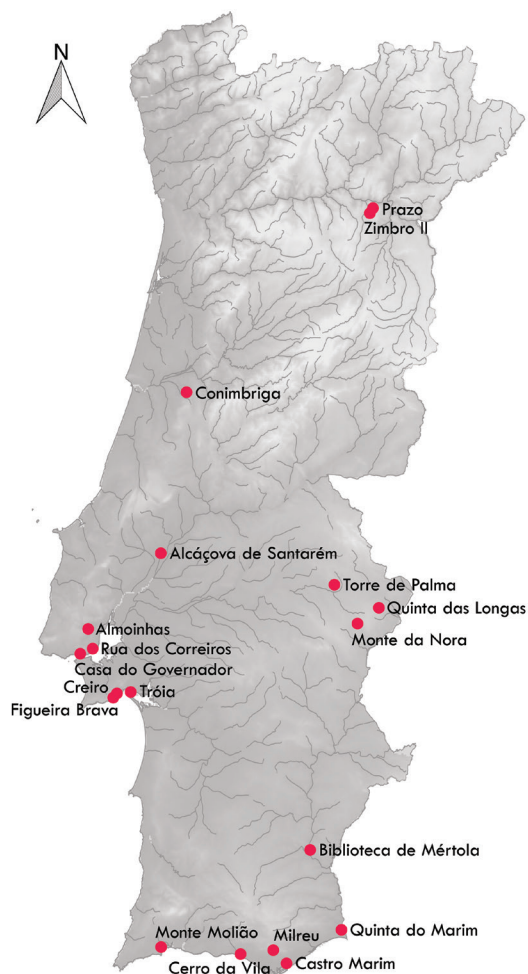 N
Prazo
Zimbro II
Conimbriga
Alcáçova de Santarém
Torre de Palma
Quinta das Longas
Monte da Nora
Almoinhas
Rua dos Correiros
Casa do Governador
Creiro
Tróia
Figueira Brava
Biblioteca de Mértola
Quinta do Marim
Monte Molião
Milreu
Cerro da Vila
Castro Marim